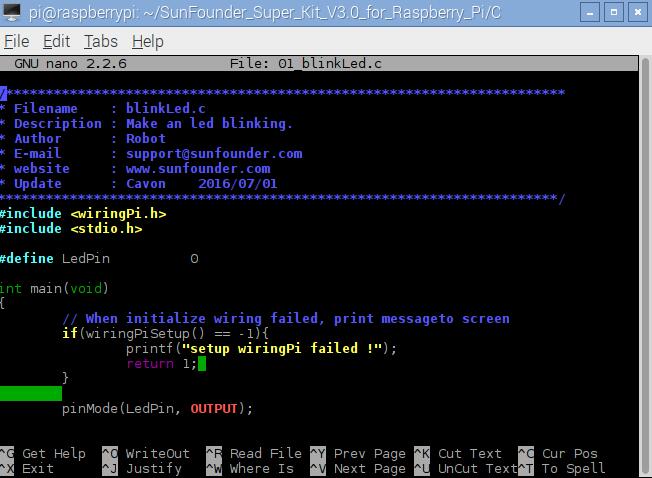 pi@raspberrypi: ~/SunFounder_Super_Kit_V3.0_for_Raspberry_Pi/C
File Edit Tabs Help
GNU nano 2.2.6 File: 01_blinkLed.c
/**********************************************************************
* Filename : blinkLed.c
* Description : Make an led blinking.
* Author : Robot
* E-mail : support@sunfounder.com
* website : www.sunfounder.com
* Update : Cavon 2016/07/01
**********************************************************************/
#include <wiringPi.h>
#include <stdio.h>
#define LedPin 0
int main(void)
{
// When initialize wiring failed, print messageto screen
if(wiringPiSetup() == -1){
printf("setup wiringPi failed !");
return 1;
}
pinMode(LedPin, OUTPUT);
^G Get Help ^O WriteOut ^R Read File ^Y Prev Page ^K Cut Text ^C Cur Pos
^X Exit ^J Justify ^W Where Is ^V Next Page ^U UnCut Text^T To Spell